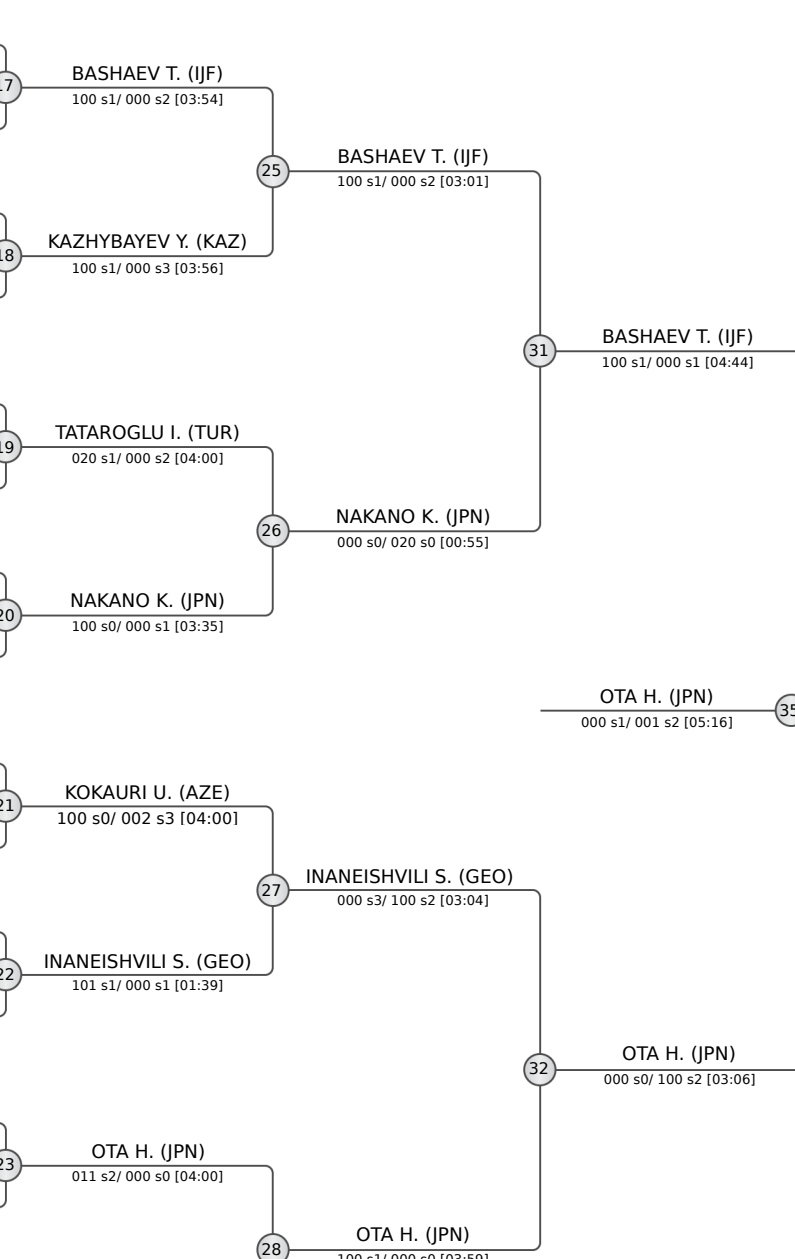 BASHAEV T. (IJF)
17
100 s1/ 000 s2 [03:54]
BASHAEV T. (IJF)
25
100 s1/ 000 s2 [03:01]
KAZHYBAYEV Y. (KAZ)
18
100 s1/ 000 s3 [03:56]
BASHAEV T. (IJF)
31
100 s1/ 000 s1 [04:44]
TATAROGLU I. (TUR)
19
020 s1/ 000 s2 [04:00]
NAKANO K. (JPN)
26
000 s0/ 020 s0 [00:55]
NAKANO K. (JPN)
20
100 s0/ 000 s1 [03:35]
OTA H. (JPN)
35
000 s1/ 001 s2 [05:16]
KOKAURI U. (AZE)
21
100 s0/ 002 s3 [04:00]
INANEISHVILI S. (GEO)
27
000 s3/ 100 s2 [03:04]
INANEISHVILI S. (GEO)
22
101 s1/ 000 s1 [01:39]
OTA H. (JPN)
32
000 s0/ 100 s2 [03:06]
OTA H. (JPN)
23
011 s2/ 000 s0 [04:00]
OTA H. (JPN)
28
100 s1/ 000 s0 [03:59]